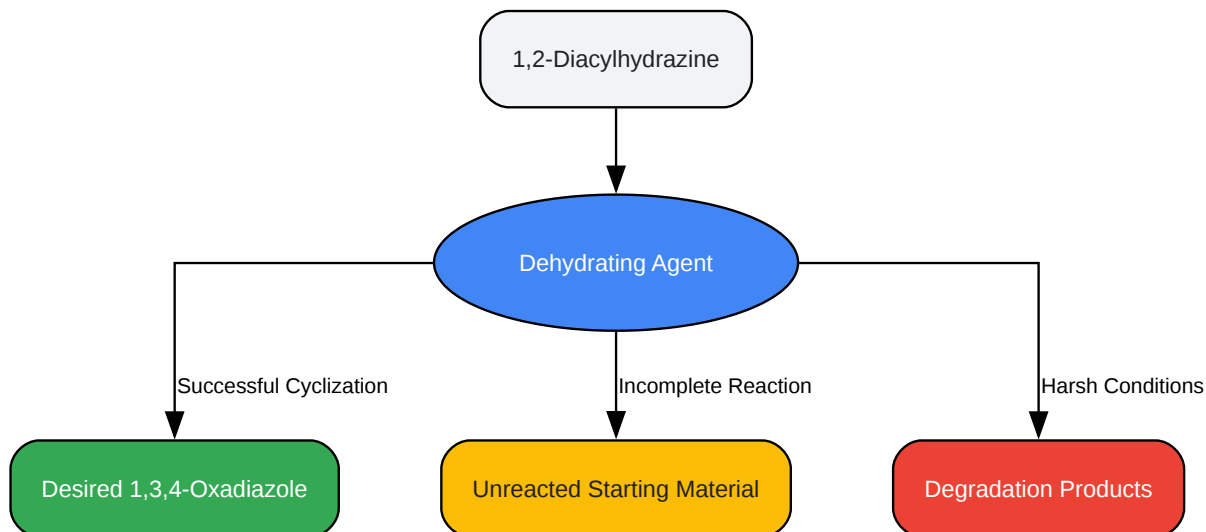 1,2-Diacylhydrazine
Dehydrating Agent
Successful Cyclization
Incomplete Reaction
Harsh Conditions
Desired 1,3,4-Oxadiazole
Unreacted Starting Material
Degradation Products